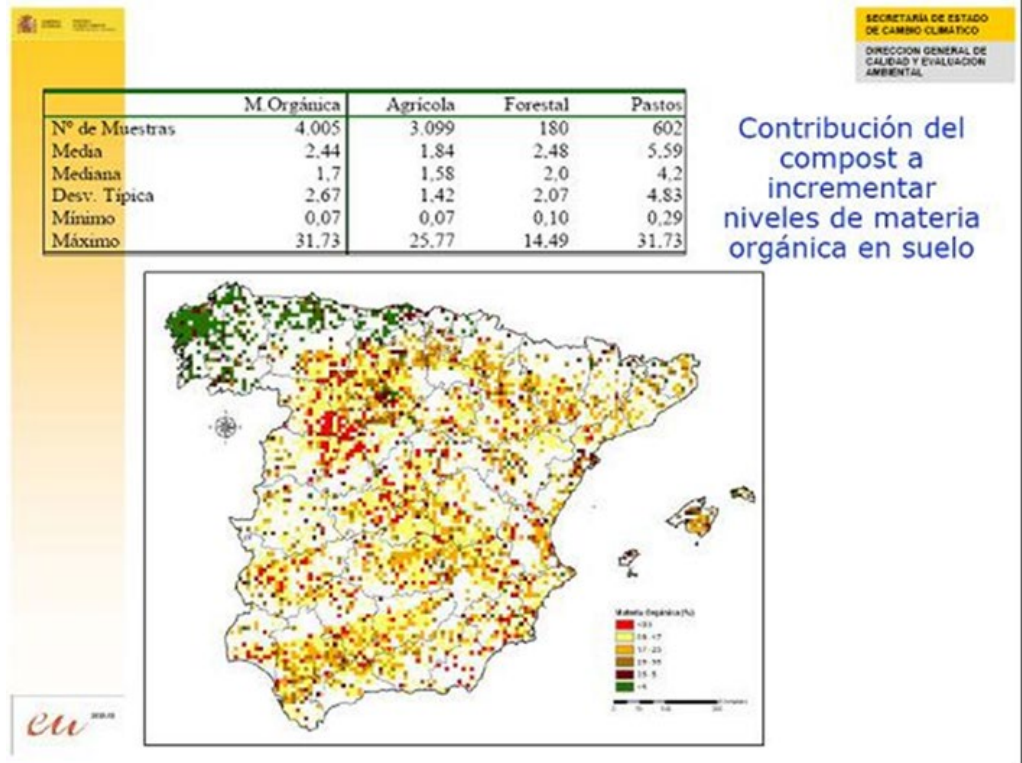 SECRETARÍA DE ESTADO
DE CAMBIO CLIMÁTICO
DIRECCION GENERAL DE
CALIDAD Y EVALUACION
AMBIENTAL
M.Orgánica Agrícola Forestal Pastos
Nº de Muestras 4.005 3.099 180 602
Media 2,44 1,84 2,48 5,59
Mediana 1,7 1,58 2,0 4,2
Desv. Típica 2,67 1,42 2,07 4,83
Mínimo 0,07 0,07 0,10 0,29
Máximo 31,73 25,77 14,49 31,73
Contribución del
compost a
incrementar
niveles de materia
orgánica en suelo
Materia Orgánica (%)
eu